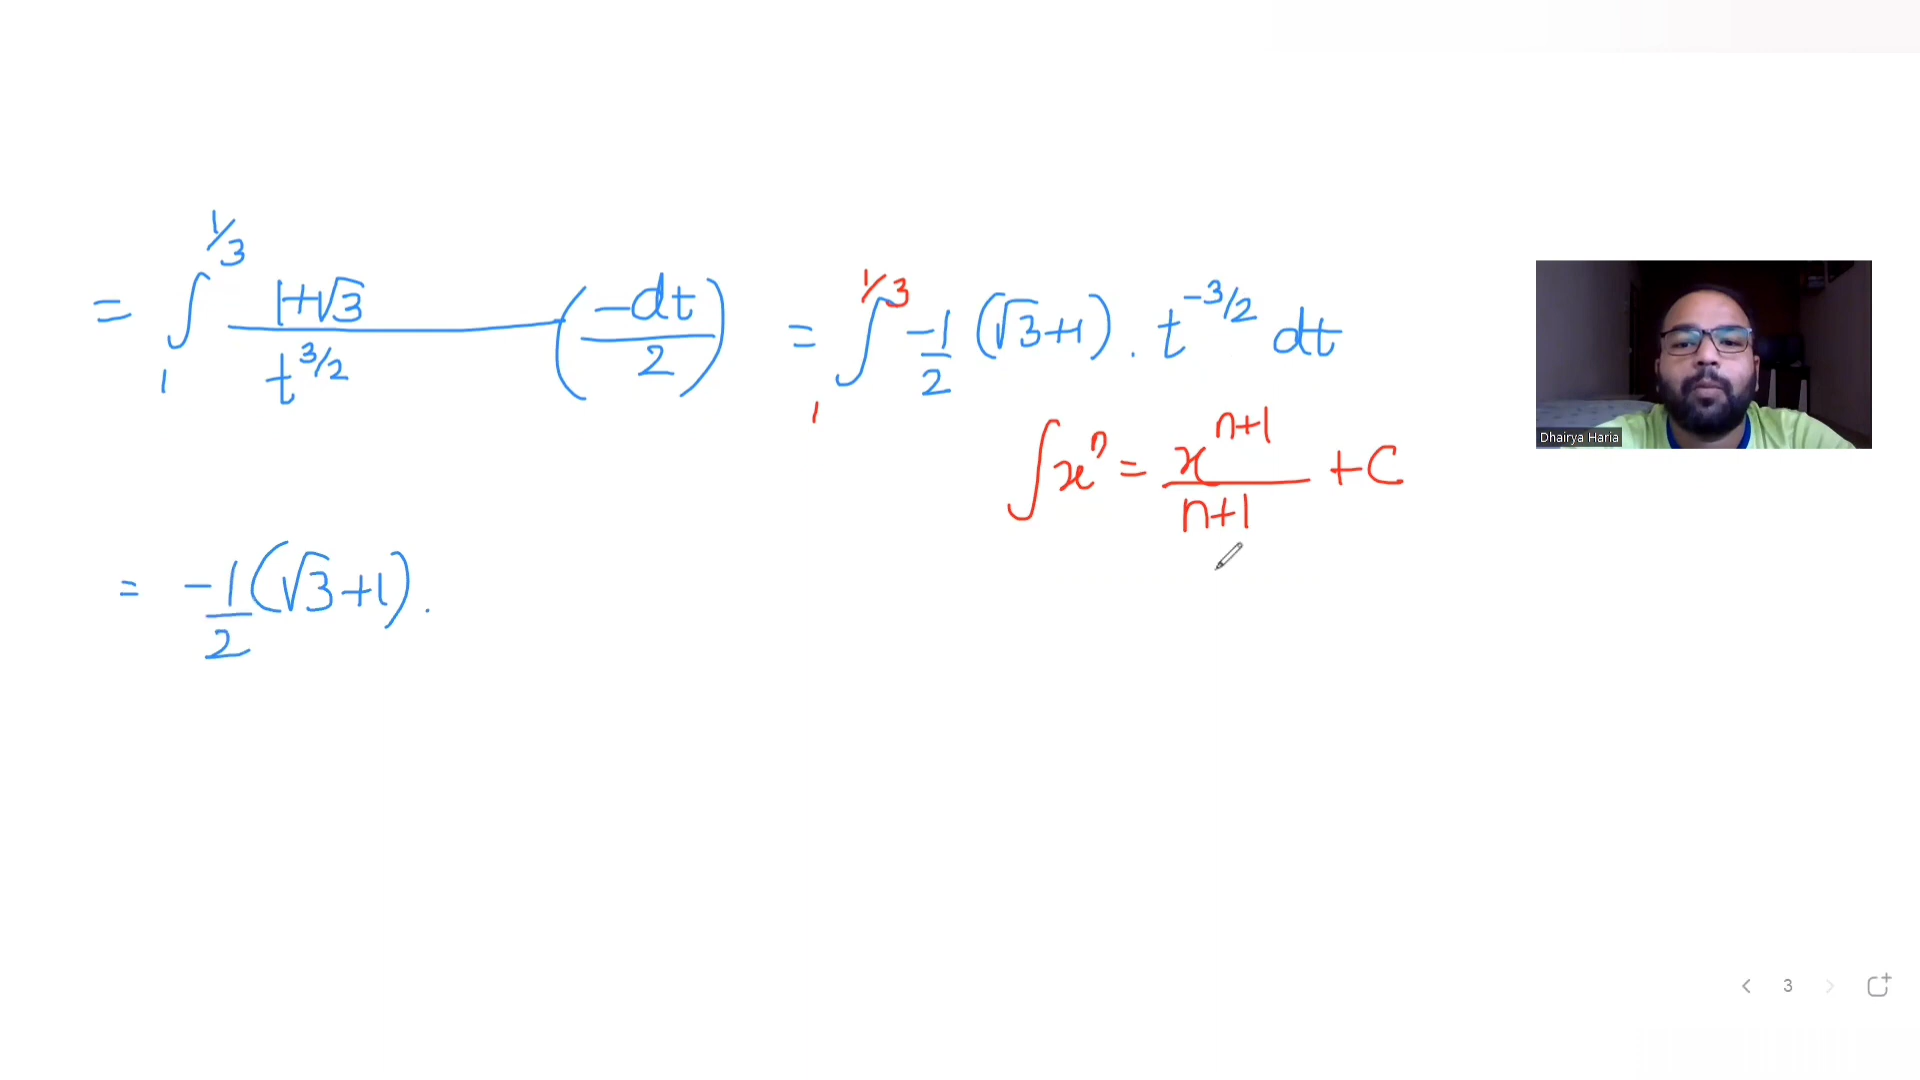 = ∫₁^{1/3} (1+√3)/t^{3/2} (-dt/2) = ∫₁^{1/3} -1/2 (√3+1) . t^{-3/2} dt
∫xⁿ = x^{n+1}/(n+1) + C
= -1/2 (√3+1) .
Dhairya Haria
3